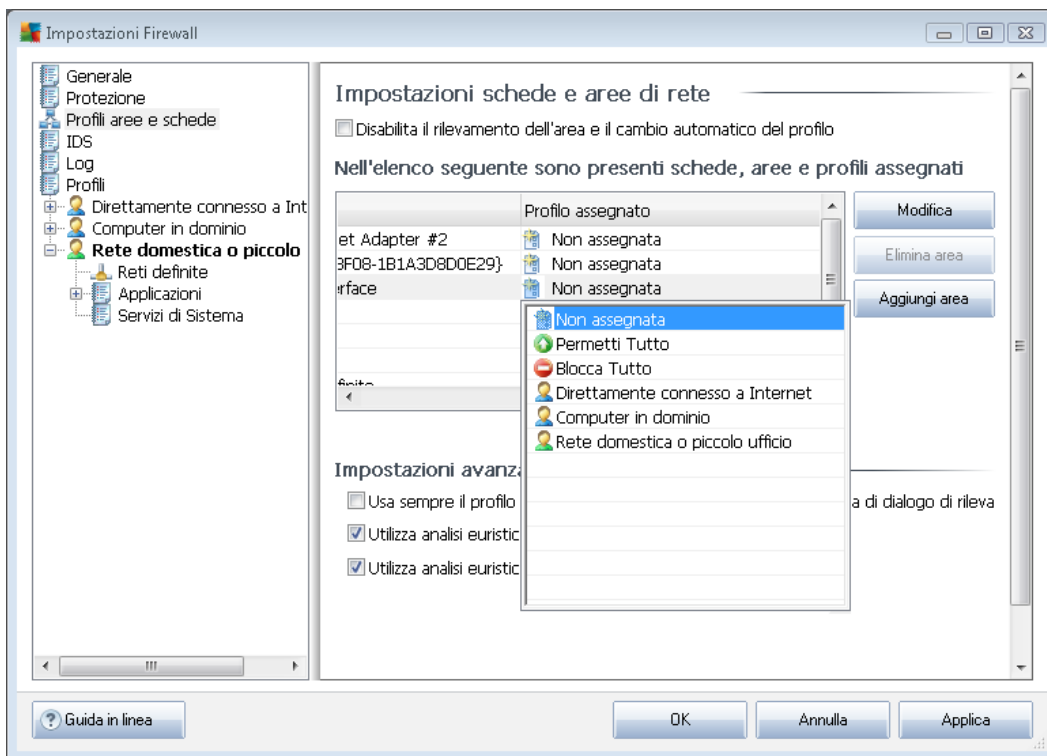 Impostazioni Firewall
Generale
Protezione
Profili aree e schede
IDS
Log
Profili
Direttamente connesso a Int
Computer in dominio
Rete domestica o piccolo
Reti definite
Applicazioni
Servizi di Sistema
Impostazioni schede e aree di rete
Disabilita il rilevamento dell'area e il cambio automatico del profilo
Nell'elenco seguente sono presenti schede, aree e profili assegnati
Profilo assegnato
et Adapter #2 Non assegnata
3F08-1B1A3D8D0E29} Non assegnata
erface Non assegnata
Non assegnata
Permetti Tutto
Blocca Tutto
Direttamente connesso a Internet
Computer in dominio
Rete domestica o piccolo ufficio
Modifica
Elimina area
Aggiungi area
Impostazioni avanza
Usa sempre il profilo a di dialogo di rileva
Utilizza analisi euristic
Utilizza analisi euristic
Guida in linea
OK
Annulla
Applica